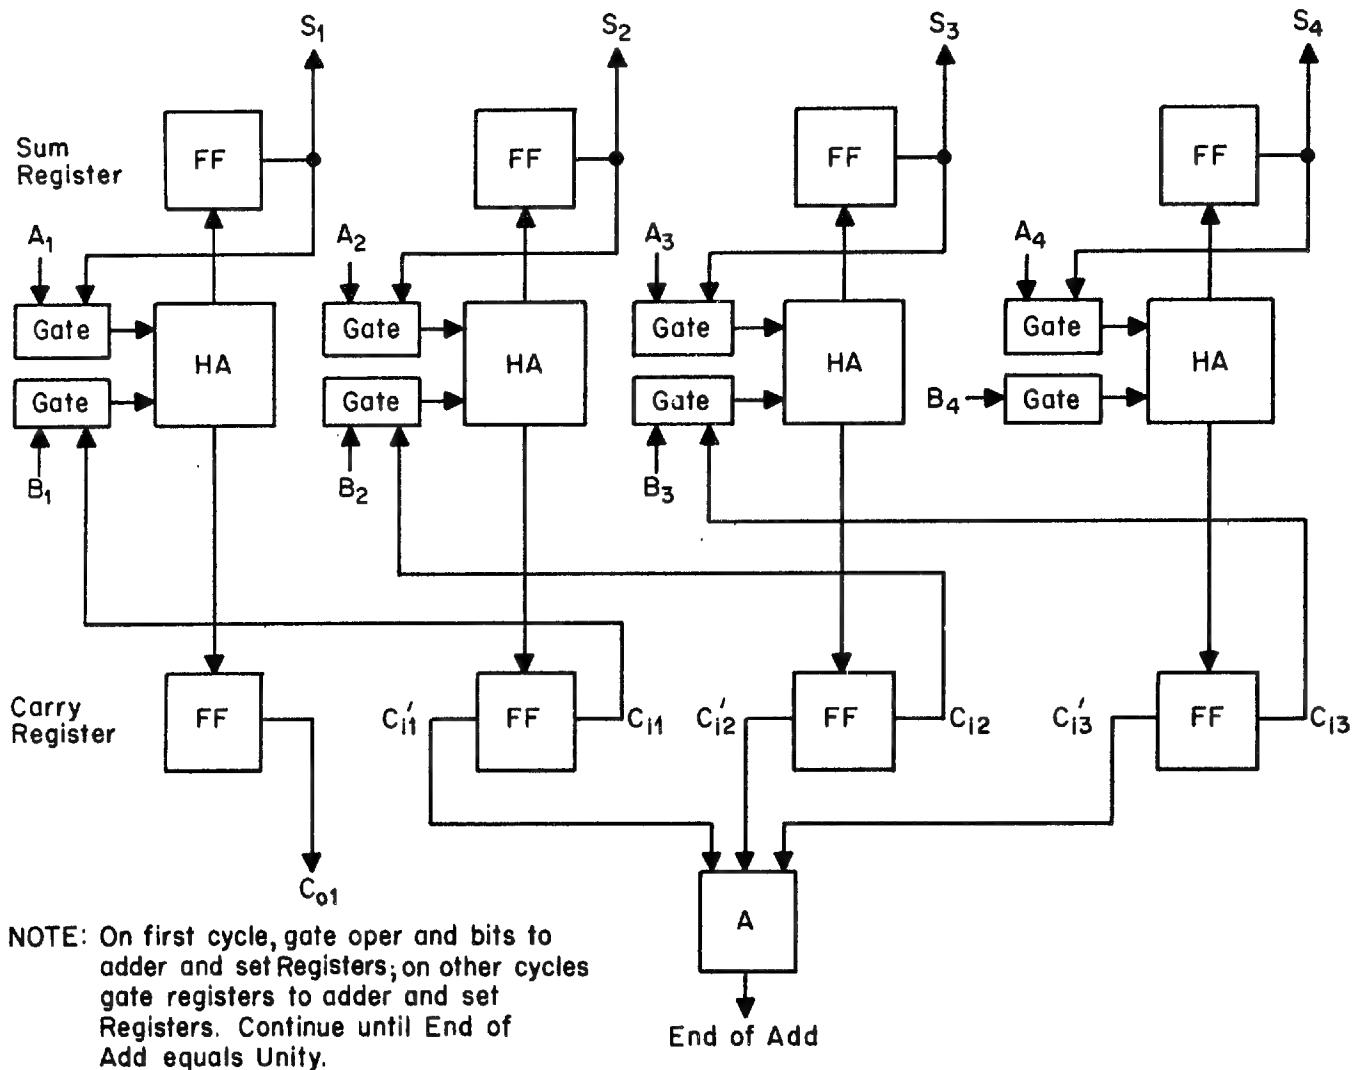 S1 S2 S3 S4
Sum
Register
FF FF FF FF
A1 A2 A3 A4
Gate Gate Gate Gate
HA HA HA HA
Gate Gate Gate B4 Gate
B1 B2 B3
Carry
Register
FF Ci1' FF Ci1 Ci2' FF Ci2 Ci3' FF Ci3
Co1
A
End of Add
NOTE: On first cycle, gate oper and bits to
adder and set Registers; on other cycles
gate registers to adder and set
Registers. Continue until End of
Add equals Unity.